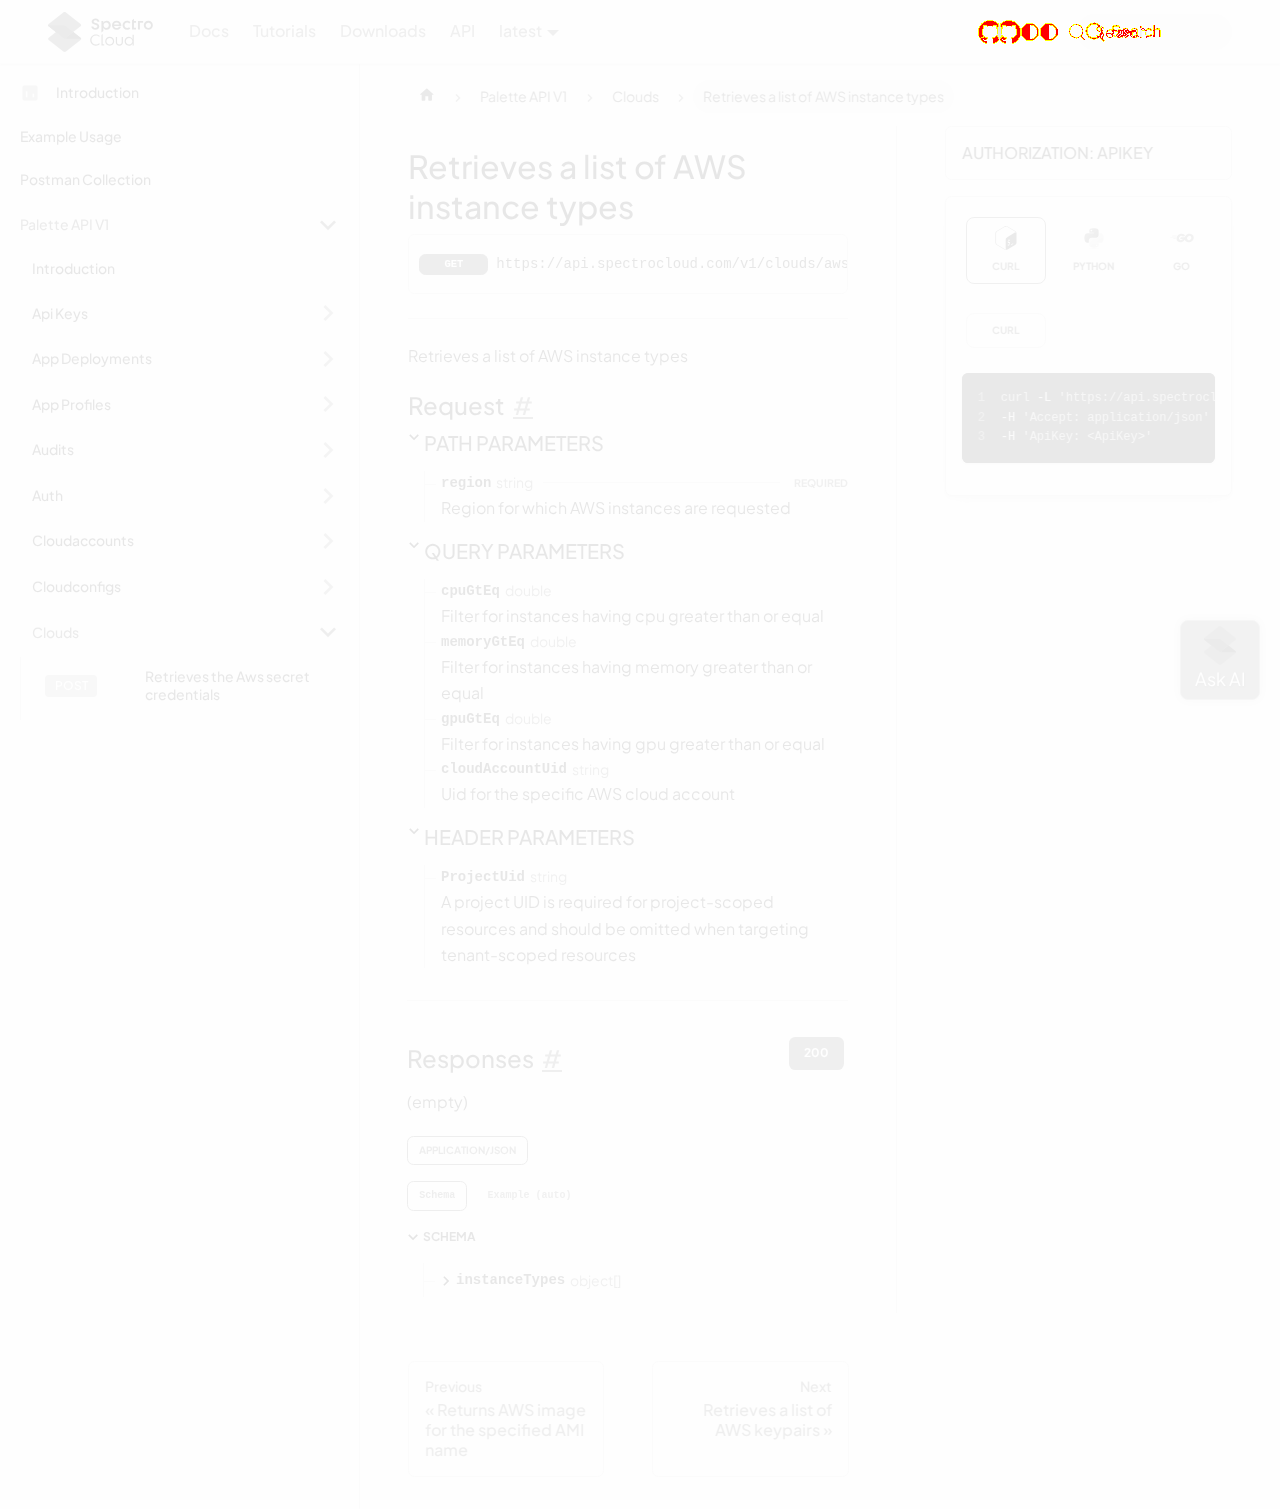 Spectro
Cloud
Docs
Tutorials
Downloads
API
latest
Introduction
Example Usage
Postman Collection
Palette API V1
Introduction
Api Keys
App Deployments
App Profiles
Audits
Auth
Cloudaccounts
Cloudconfigs
Clouds
POST
Retrieves the Aws secret
credentials
Palette API V1
Clouds
Retrieves a list of AWS instance types
Retrieves a list of AWS
instance types
GET https://api.spectrocloud.com/v1/clouds/aws
Retrieves a list of AWS instance types
Request #
PATH PARAMETERS
region string REQUIRED
Region for which AWS instances are requested
QUERY PARAMETERS
cpuGtEq double
Filter for instances having cpu greater than or equal
memoryGtEq double
Filter for instances having memory greater than or
equal
gpuGtEq double
Filter for instances having gpu greater than or equal
cloudAccountUid string
Uid for the specific AWS cloud account
HEADER PARAMETERS
ProjectUid string
A project UID is required for project-scoped
resources and should be omitted when targeting
tenant-scoped resources
Responses #
200
(empty)
APPLICATION/JSON
Schema
Example (auto)
SCHEMA
instanceTypes object[]
Previous
« Returns AWS image
for the specified AMI
name
Next
Retrieves a list of
AWS keypairs »
AUTHORIZATION: APIKEY
CURL
PYTHON
GO
GO
CURL
1 curl -L 'https://api.spectrocl
2 -H 'Accept: application/json'
3 -H 'ApiKey: <ApiKey>'
Ask AI